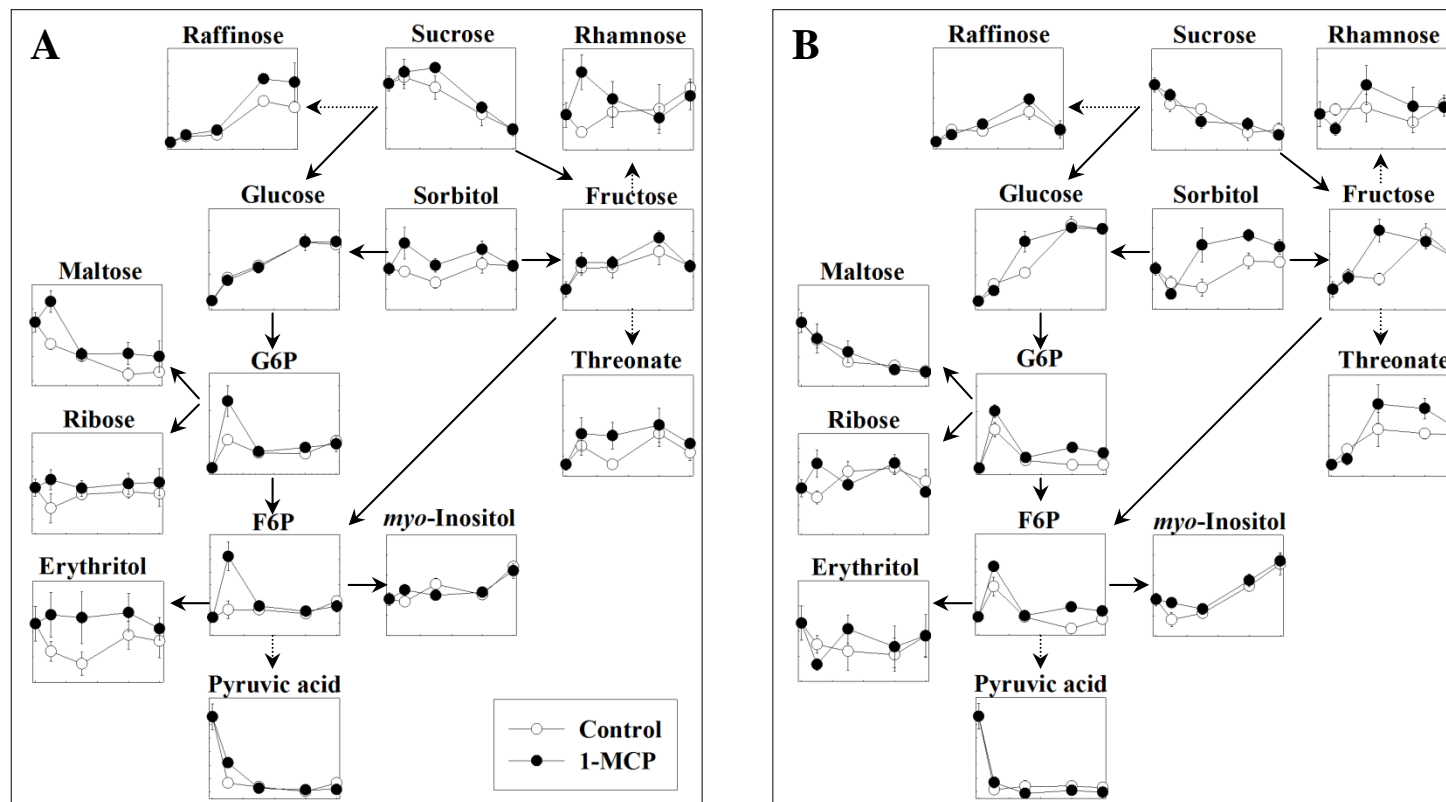 A
Raffinose
Sucrose
Rhamnose
Glucose
Sorbitol
Fructose
Maltose
G6P
Threonate
Ribose
F6P
myo-Inositol
Erythritol
Pyruvic acid
Control
1-MCP
B
Raffinose
Sucrose
Rhamnose
Glucose
Sorbitol
Fructose
Maltose
G6P
Threonate
Ribose
F6P
myo-Inositol
Erythritol
Pyruvic acid